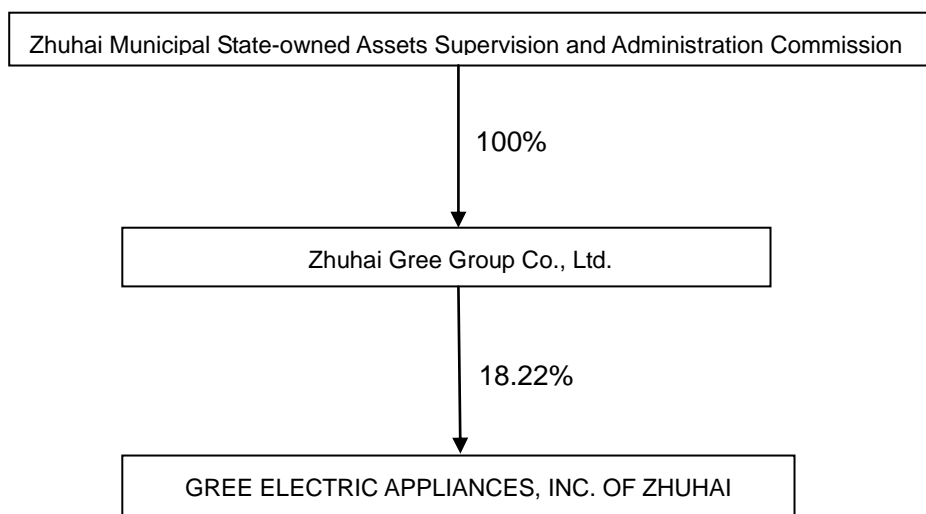 Zhuhai Municipal State-owned Assets Supervision and Administration Commission
100%
Zhuhai Gree Group Co., Ltd.
18.22%
GREE ELECTRIC APPLIANCES, INC. OF ZHUHAI